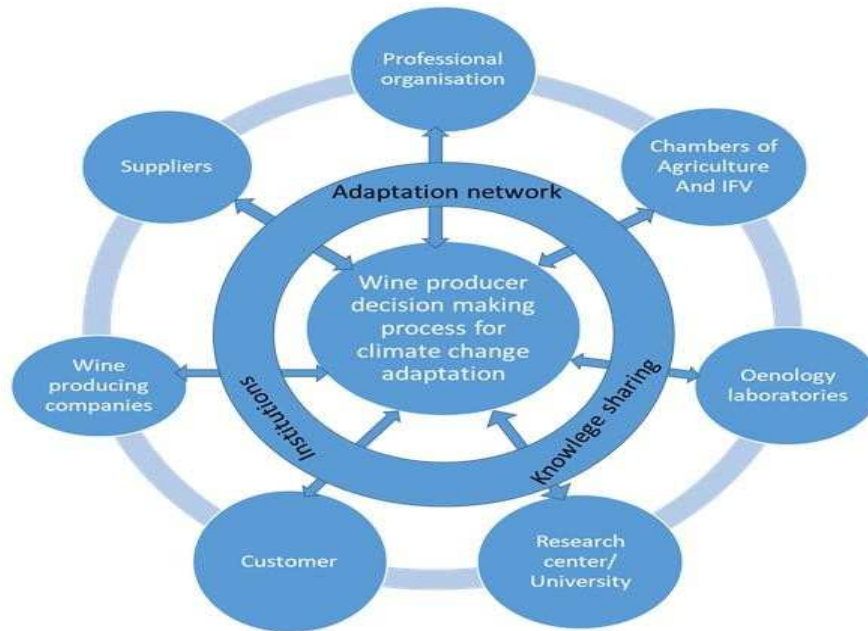 Professional
organisation
Suppliers
Chambers of
Agriculture
And IFV
Adaptation network
Wine producer
decision making
process for
climate change
adaptation
Wine
producing
companies
Oenology
laboratories
Institutions
Knowlege sharing
Customer
Research
center/
University